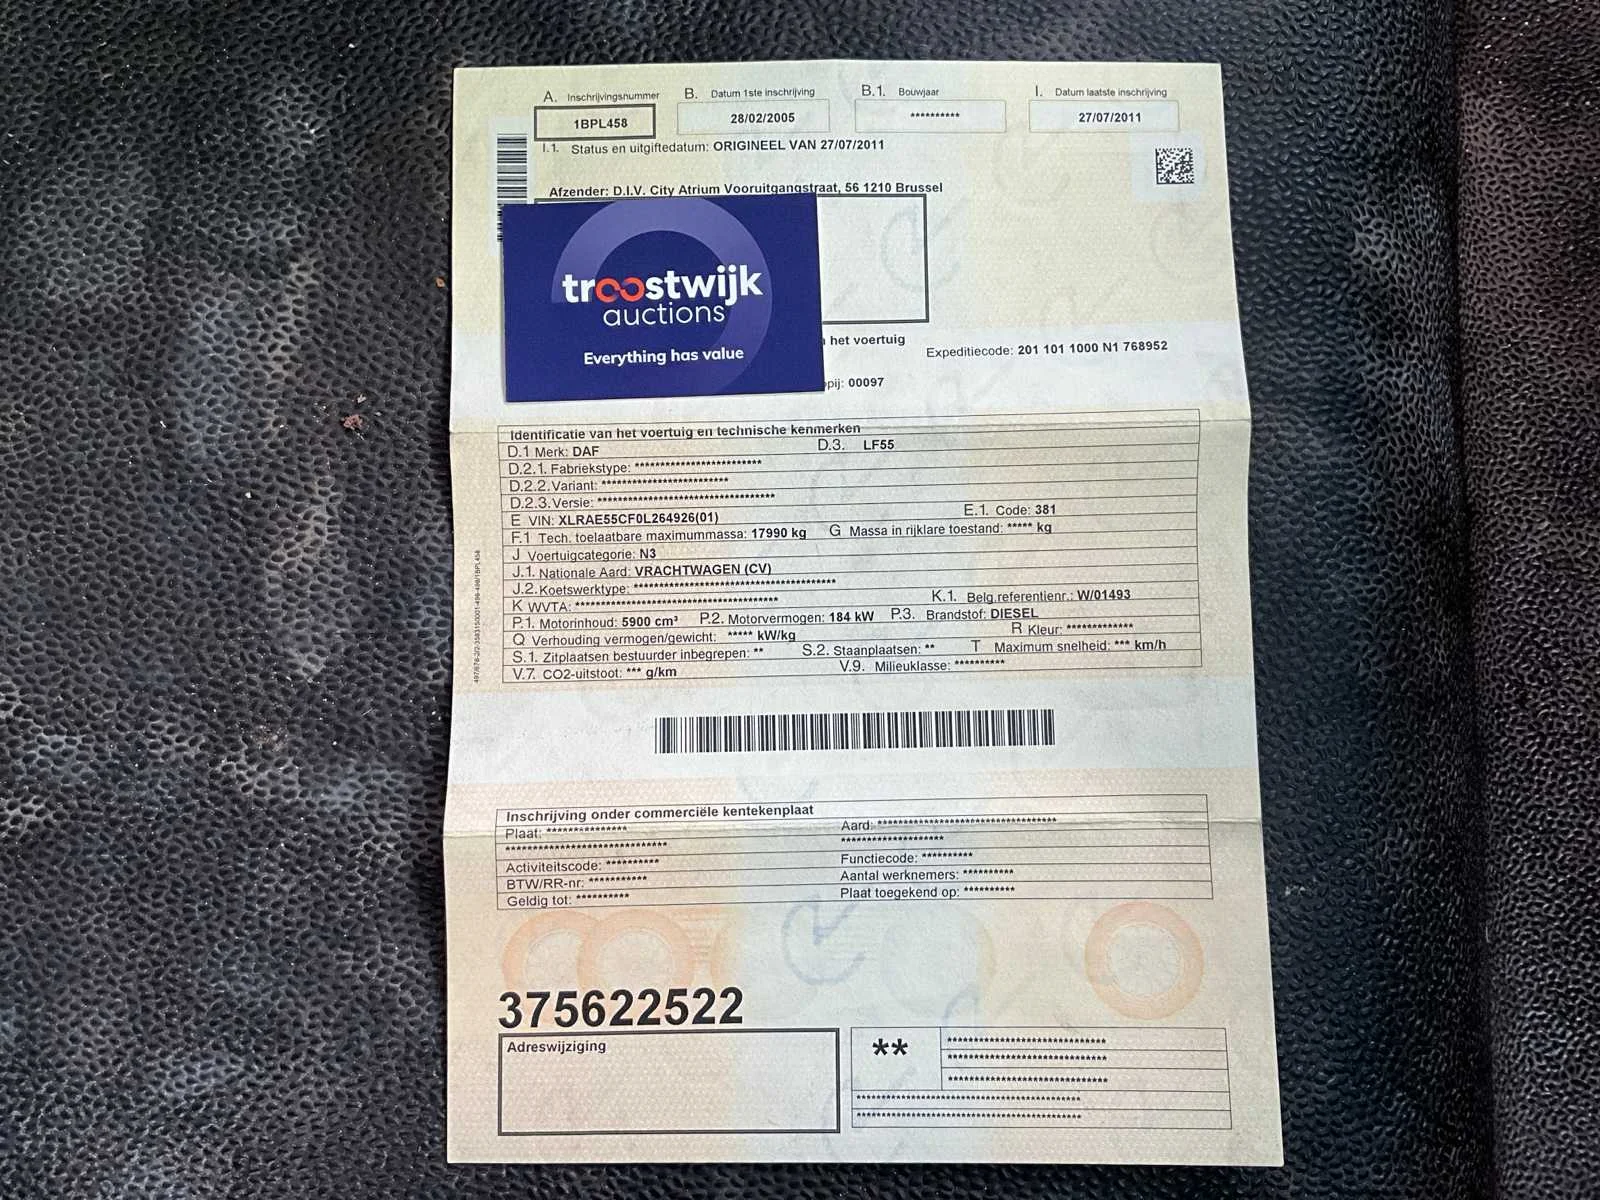 A. Inschrijvingsnummer B. Datum 1ste inschrijving B.1. Bouwjaar I. Datum laatste inschrijving
1BPL458 28/02/2005 ********** 27/07/2011
I.1. Status en uitgiftedatum: ORIGINEEL VAN 27/07/2011
Afzender: D.I.V. City Atrium Vooruitgangstraat, 56 1210 Brussel
troostwijk
auctions
Everything has value
het voertuig
Expeditiecode: 201 101 1000 N1 768952
pij: 00097
Identificatie van het voertuig en technische kenmerken
D.1 Merk: DAF D.3. LF55
D.2.1. Fabriekstype: *************************
D.2.2. Variant: *************************
D.2.3. Versie: ***********************************
E VIN: XLRAE55CF0L264926(01) E.1. Code: 381
F.1 Tech. toelaatbare maximummassa: 17990 kg G Massa in rijklare toestand: ***** kg
J Voertuigcategorie: N3
J.1. Nationale Aard: VRACHTWAGEN (CV)
J.2. Koetswerktype: ****************************************
K WVTA: **************************************** K.1. Belg.referentienr.: W/01493
P.1. Motorinhoud: 5900 cm³ P.2. Motorvermogen: 184 kW P.3. Brandstof: DIESEL
Q Verhouding vermogen/gewicht: ***** kW/kg R Kleur: *************
S.1. Zitplaatsen bestuurder inbegrepen: ** S.2. Staanplaatsen: ** T Maximum snelheid: *** km/h
V.7. CO2-uitstoot: *** g/km V.9. Milieuklasse: **********
Inschrijving onder commerciële kentekenplaat
Plaat: **************** Aard: ***********************************
******************************** ********************
Activiteitscode: ********** Functiecode: **********
BTW/RR-nr: *********** Aantal werknemers: **********
Geldig tot: ********** Plaat toegekend op: **********
375622522
Adreswijziging
** *******************************
*******************************
*******************************
********************************************
********************************************